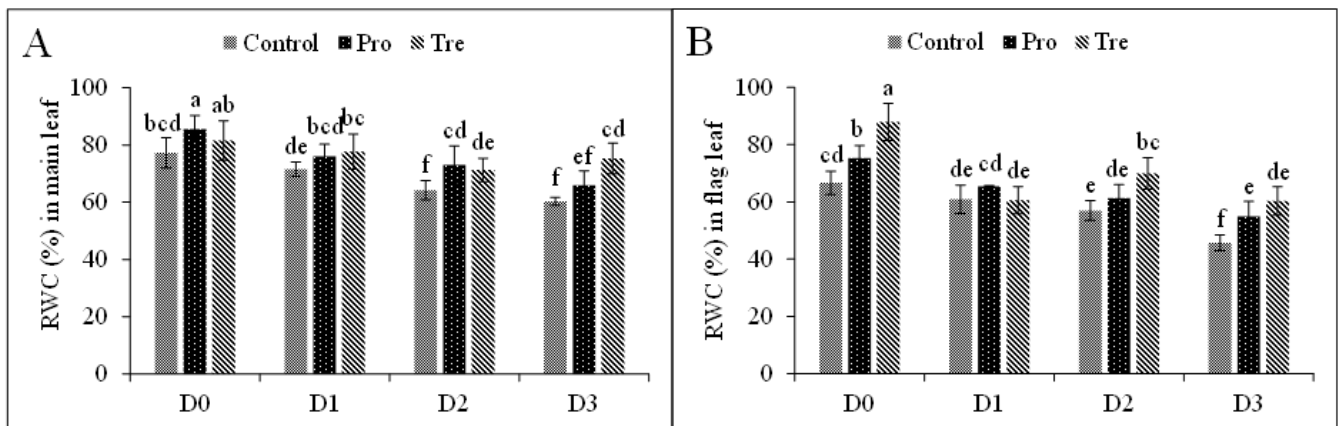 A
Control Pro Tre
RWC (%) in main leaf
100
80
60
40
20
0
bcd a ab
de bcd bc
f cd de
f ef cd
D0 D1 D2 D3
B
Control Pro Tre
RWC (%) in flag leaf
100
80
60
40
20
0
cd b a
de cd de
e de bc
f e de
D0 D1 D2 D3